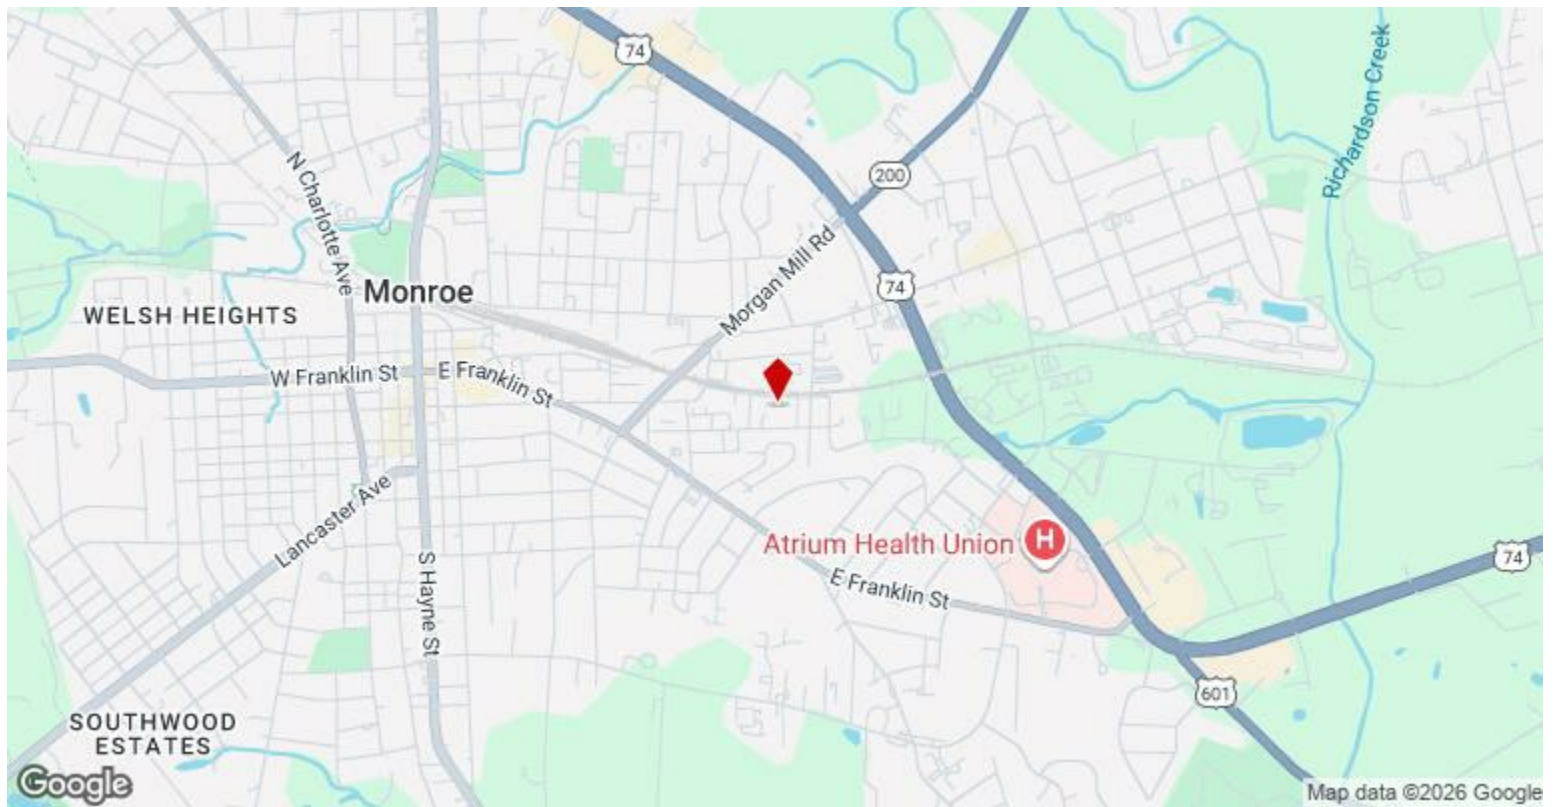 74
Richardson Creek
200
N Charlotte Ave
Morgan Mill Rd
Monroe
74
WELSH HEIGHTS
W Franklin St
E Franklin St
Lancaster Ave
Atrium Health Union
H
S Hayne St
E Franklin St
74
601
SOUTHWOOD
ESTATES
Google
Map data ©2026 Google